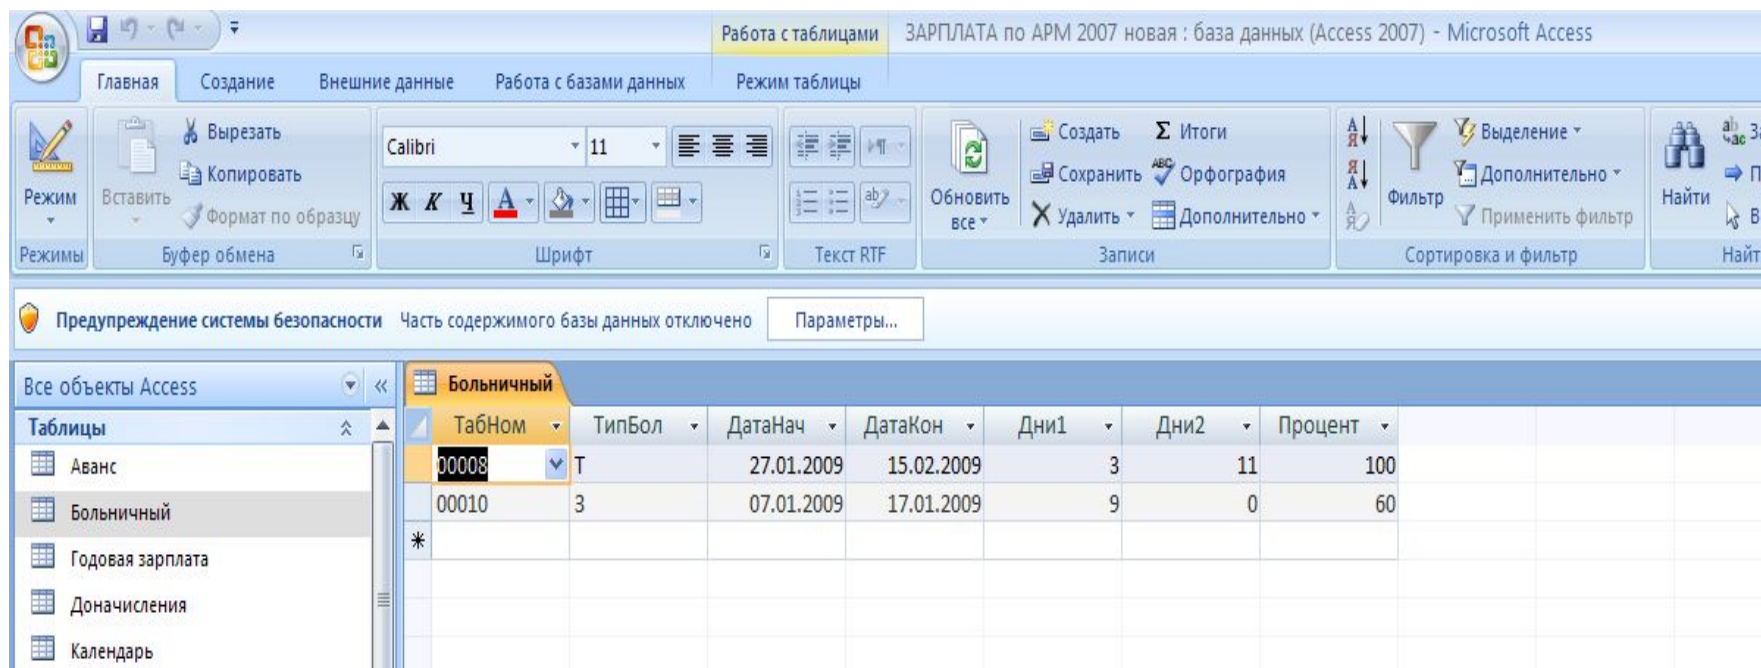 Работа с таблицами ЗАРПЛАТА по АРМ 2007 новая : база данных (Access 2007) - Microsoft Access
Главная Создание Внешние данные Работа с базами данных Режим таблицы
Режим
Вставить
Вырезать
Копировать
Формат по образцу
Calibri 11
Ж К Ч
Обновить все
Создать Σ Итоги
Сохранить Орфография
Удалить Дополнительно
Фильтр
Выделение
Дополнительно
Применить фильтр
Найти
Режимы Буфер обмена Шрифт Текст RTF Записи Сортировка и фильтр
Предупреждение системы безопасности Часть содержимого базы данных отключено Параметры...
Все объекты Access « Больничный
Таблицы
Аванс
Больничный
Годовая зарплата
Доначисления
Календарь
ТабНом ТипБол ДатаНач ДатаКон Дни1 Дни2 Процент
00008 Т 27.01.2009 15.02.2009 3 11 100
00010 З 07.01.2009 17.01.2009 9 0 60
*